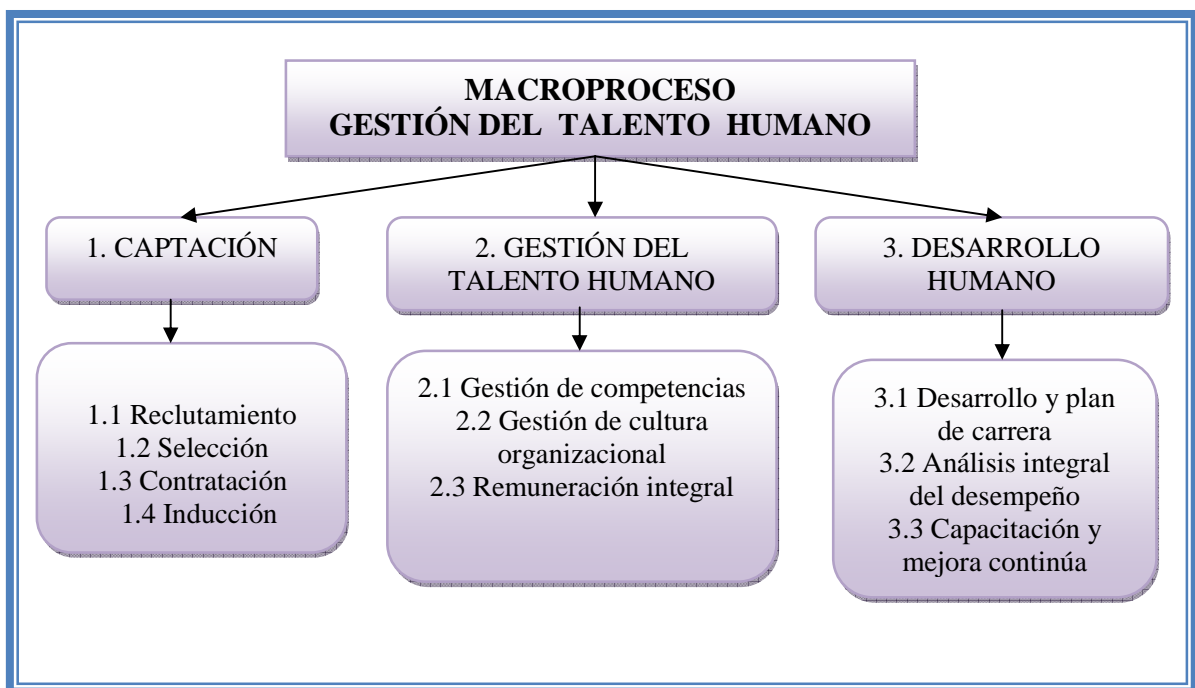 MACROPROCESO
GESTIÓN DEL TALENTO HUMANO
1. CAPTACIÓN
2. GESTIÓN DEL
TALENTO HUMANO
3. DESARROLLO
HUMANO
1.1 Reclutamiento
1.2 Selección
1.3 Contratación
1.4 Inducción
2.1 Gestión de competencias
2.2 Gestión de cultura
organizacional
2.3 Remuneración integral
3.1 Desarrollo y plan
de carrera
3.2 Análisis integral
del desempeño
3.3 Capacitación y
mejora continúa